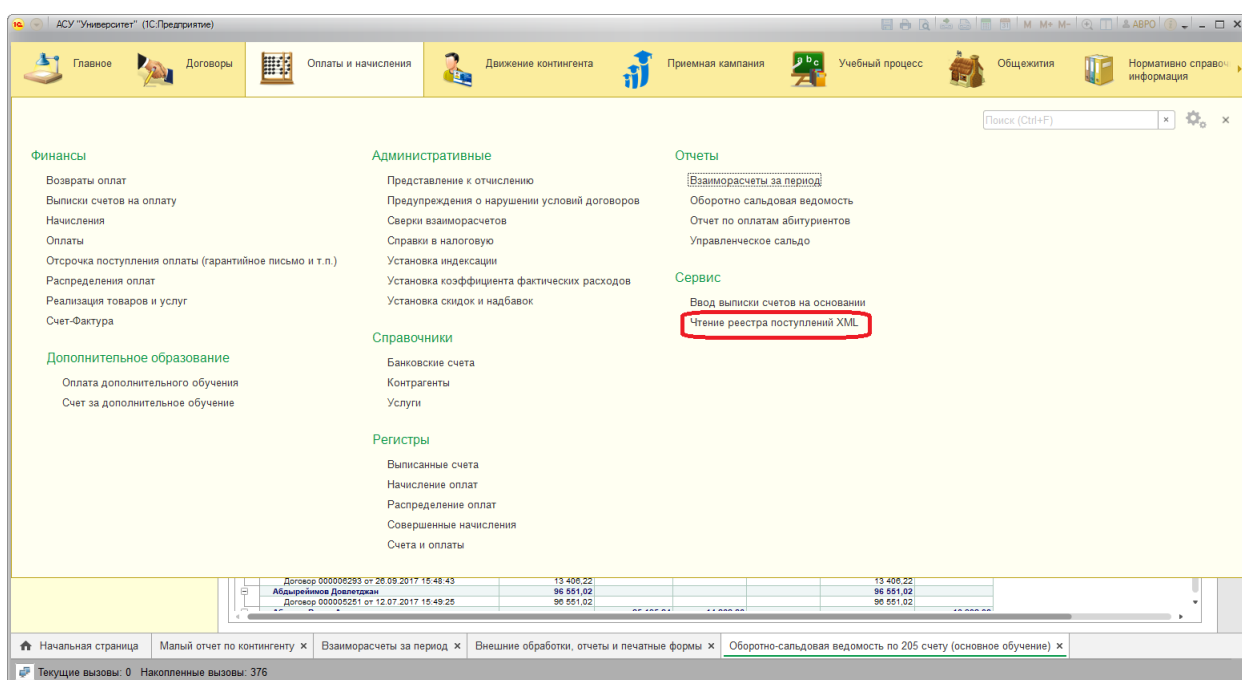 АСУ "Университет" (1С:Предприятие)
M M+ M-
АВРО
Главное
Договоры
Оплаты и начисления
Движение контингента
Приемная кампания
Учебный процесс
Общежития
Нормативно справоч
информация
Поиск (Ctrl+F)
Финансы
Возвраты оплат
Выписки счетов на оплату
Начисления
Оплаты
Отсрочка поступления оплаты (гарантийное письмо и т.п.)
Распределения оплат
Реализация товаров и услуг
Счет-Фактура
Дополнительное образование
Оплата дополнительного обучения
Счет за дополнительное обучение
Административные
Представление к отчислению
Предупреждения о нарушении условий договоров
Сверки взаиморасчетов
Справки в налоговую
Установка индексации
Установка коэффициента фактических расходов
Установка скидок и надбавок
Справочники
Банковские счета
Контрагенты
Услуги
Регистры
Выписанные счета
Начисление оплат
Распределение оплат
Совершенные начисления
Счета и оплаты
Отчеты
Взаиморасчеты за период
Оборотно сальдовая ведомость
Отчет по оплатам абитуриентов
Управленческое сальдо
Сервис
Ввод выписки счетов на основании
Чтение реестра поступлений XML
Договор 000006293 от 26.09.2017 15:48:43 13 406,22 13 406,22
Абдыреймов Довлетджан 96 551,02 96 551,02
Договор 000005251 от 12.07.2017 15:49:25 96 551,02 96 551,02
Начальная страница
Малый отчет по контингенту ×
Взаиморасчеты за период ×
Внешние обработки, отчеты и печатные формы ×
Оборотно-сальдовая ведомость по 205 счету (основное обучение) ×
Текущие вызовы: 0 Накопленные вызовы: 376